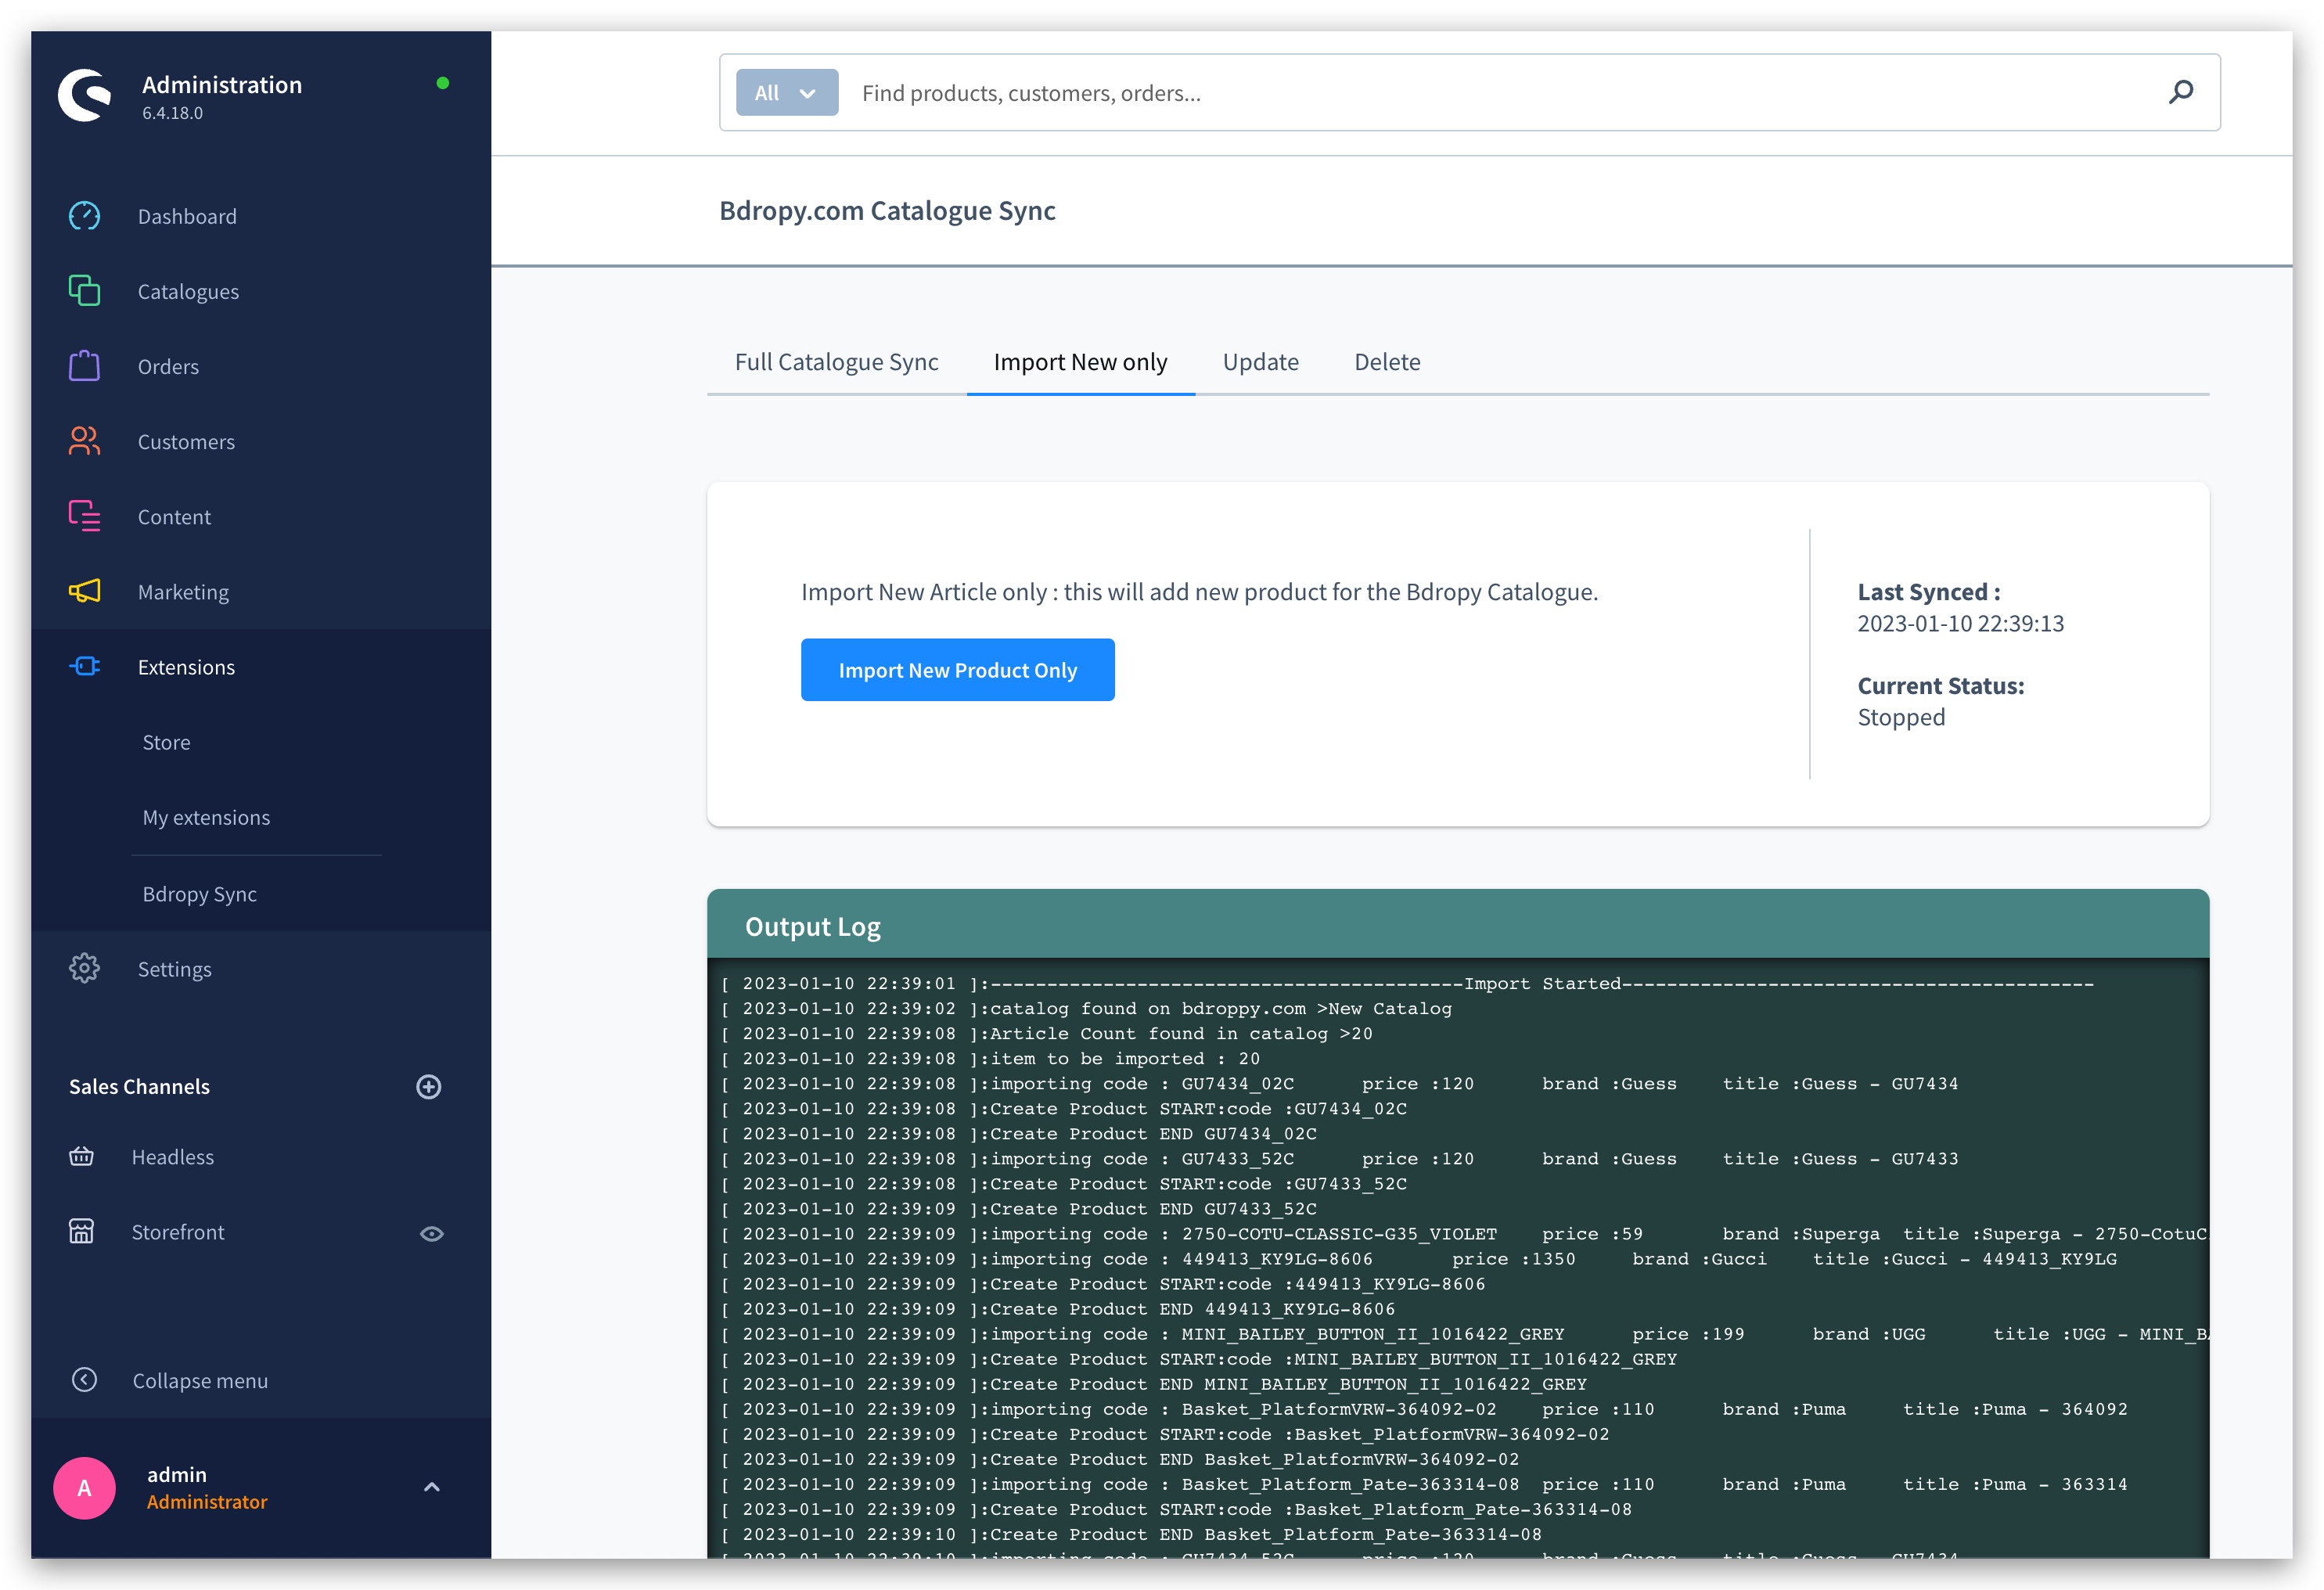 Administration
6.4.18.0
Dashboard
Catalogues
Orders
Customers
Content
Marketing
Extensions
Store
My extensions
Bdropy Sync
Settings
Sales Channels
Headless
Storefront
Collapse menu
A
admin
Administrator
All
Find products, customers, orders...
Bdropy.com Catalogue Sync
Full Catalogue Sync Import New only Update Delete
Import New Article only : this will add new product for the Bdropy Catalogue.
Import New Product Only
Last Synced :
2023-01-10 22:39:13
Current Status:
Stopped
Output Log
[ 2023-01-10 22:39:01 ]:------------------------------------------Import Started------------------------------------------
[ 2023-01-10 22:39:02 ]:catalog found on bdroppy.com >New Catalog
[ 2023-01-10 22:39:08 ]:Article Count found in catalog >20
[ 2023-01-10 22:39:08 ]:item to be imported : 20
[ 2023-01-10 22:39:08 ]:importing code : GU7434_02C price :120 brand :Guess title :Guess - GU7434
[ 2023-01-10 22:39:08 ]:Create Product START:code :GU7434_02C
[ 2023-01-10 22:39:08 ]:Create Product END GU7434_02C
[ 2023-01-10 22:39:08 ]:importing code : GU7433_52C price :120 brand :Guess title :Guess - GU7433
[ 2023-01-10 22:39:08 ]:Create Product START:code :GU7433_52C
[ 2023-01-10 22:39:09 ]:Create Product END GU7433_52C
[ 2023-01-10 22:39:09 ]:importing code : 2750-COTU-CLASSIC-G35_VIOLET price :59 brand :Superga title :Superga - 2750-CotuC
[ 2023-01-10 22:39:09 ]:importing code : 449413_KY9LG-8606 price :1350 brand :Gucci title :Gucci - 449413_KY9LG
[ 2023-01-10 22:39:09 ]:Create Product START:code :449413_KY9LG-8606
[ 2023-01-10 22:39:09 ]:Create Product END 449413_KY9LG-8606
[ 2023-01-10 22:39:09 ]:importing code : MINI_BAILEY_BUTTON_II_1016422_GREY price :199 brand :UGG title :UGG - MINI_BA
[ 2023-01-10 22:39:09 ]:Create Product START:code :MINI_BAILEY_BUTTON_II_1016422_GREY
[ 2023-01-10 22:39:09 ]:Create Product END MINI_BAILEY_BUTTON_II_1016422_GREY
[ 2023-01-10 22:39:09 ]:importing code : Basket_PlatformVRW-364092-02 price :110 brand :Puma title :Puma - 364092
[ 2023-01-10 22:39:09 ]:Create Product START:code :Basket_PlatformVRW-364092-02
[ 2023-01-10 22:39:09 ]:Create Product END Basket_PlatformVRW-364092-02
[ 2023-01-10 22:39:09 ]:importing code : Basket_Platform_Pate-363314-08 price :110 brand :Puma title :Puma - 363314
[ 2023-01-10 22:39:09 ]:Create Product START:code :Basket_Platform_Pate-363314-08
[ 2023-01-10 22:39:10 ]:Create Product END Basket_Platform_Pate-363314-08
[ 2023-01-10 22:39:10 ]:importing code : GU7434_52C price :120 brand :Guess title :Guess - GU7434